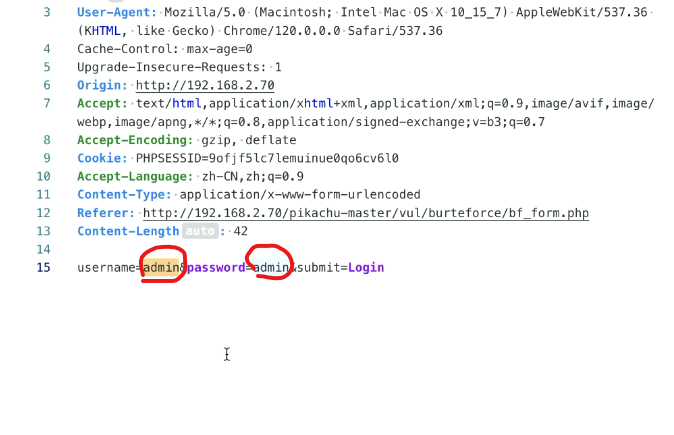 3 User-Agent: Mozilla/5.0 (Macintosh; Intel Mac OS X 10_15_7) AppleWebKit/537.36
(KHTML, like Gecko) Chrome/120.0.0.0 Safari/537.36
4 Cache-Control: max-age=0
5 Upgrade-Insecure-Requests: 1
6 Origin: http://192.168.2.70
7 Accept: text/html,application/xhtml+xml,application/xml;q=0.9,image/avif,image/
webp,image/apng,*/*;q=0.8,application/signed-exchange;v=b3;q=0.7
8 Accept-Encoding: gzip, deflate
9 Cookie: PHPSESSID=9ofjf5lc7lemuinue0qo6cv6l0
10 Accept-Language: zh-CN,zh;q=0.9
11 Content-Type: application/x-www-form-urlencoded
12 Referer: http://192.168.2.70/pikachu-master/vul/burteforce/bf_form.php
13 Content-Length auto : 42
14
15 username=admin&password=admin&submit=Login